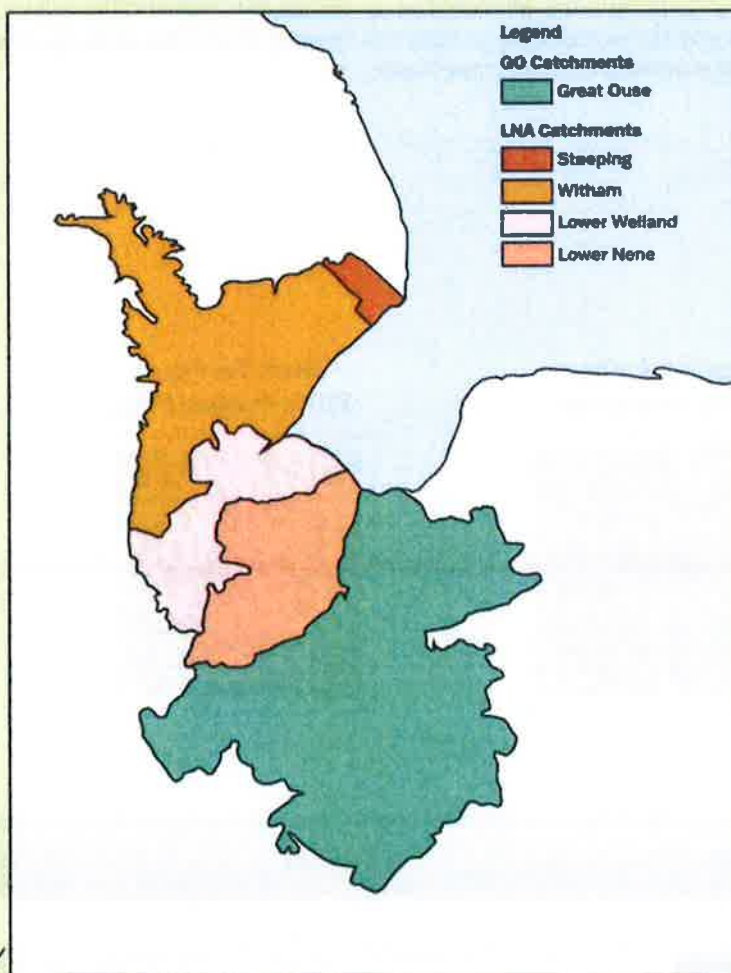 Legend
GO Catchments
Great Ouse
LNA Catchments
Steeping
Witham
Lower Welland
Lower Nene